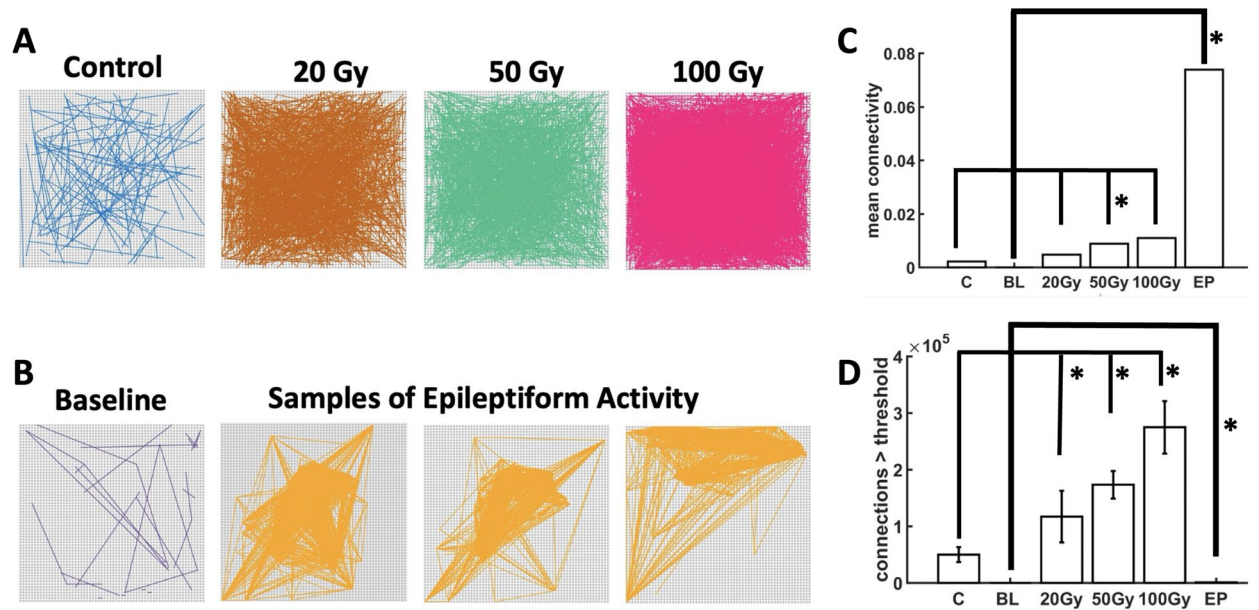 A
Control
20 Gy
50 Gy
100 Gy
B
Baseline
Samples of Epileptiform Activity
C
mean connectivity
0.08
0.06
0.04
0.02
0
*
*
C BL 20Gy 50Gy 100Gy EP
D
connections > threshold
×10⁵
4
3
2
1
0
* * *
*
C BL 20Gy 50Gy 100Gy EP